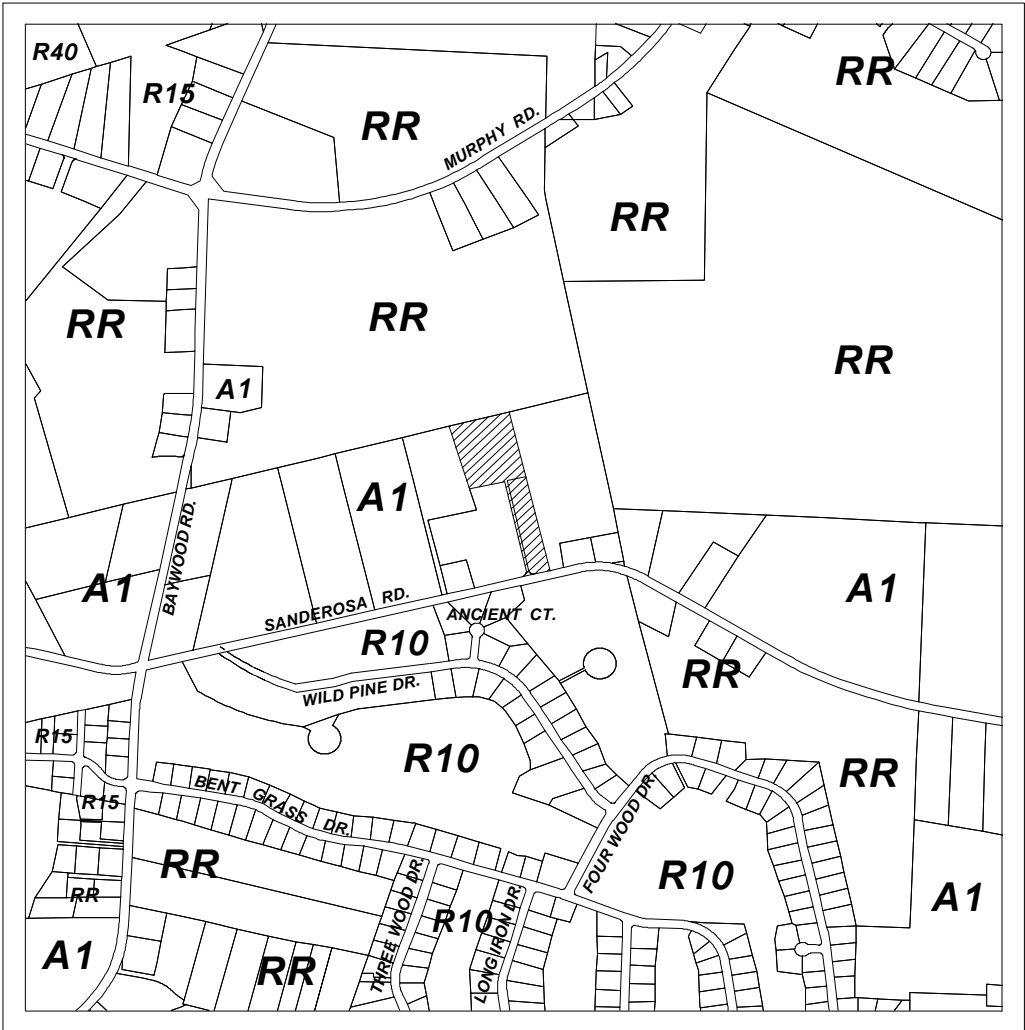 R40
R15
RR
RR
MURPHY RD.
RR
RR
RR
RR
A1
A1
BAYWOOD RD.
A1
A1
SANDEROSA RD.
ANCIENT CT.
R10
RR
WILD PINE DR.
R15
R10
RR
BENT GRASS DR.
R15
FOUR WOOD DR.
RR
R10
RR
A1
THREE WOOD DR.
R10
LONG IRON DR.
A1
RR